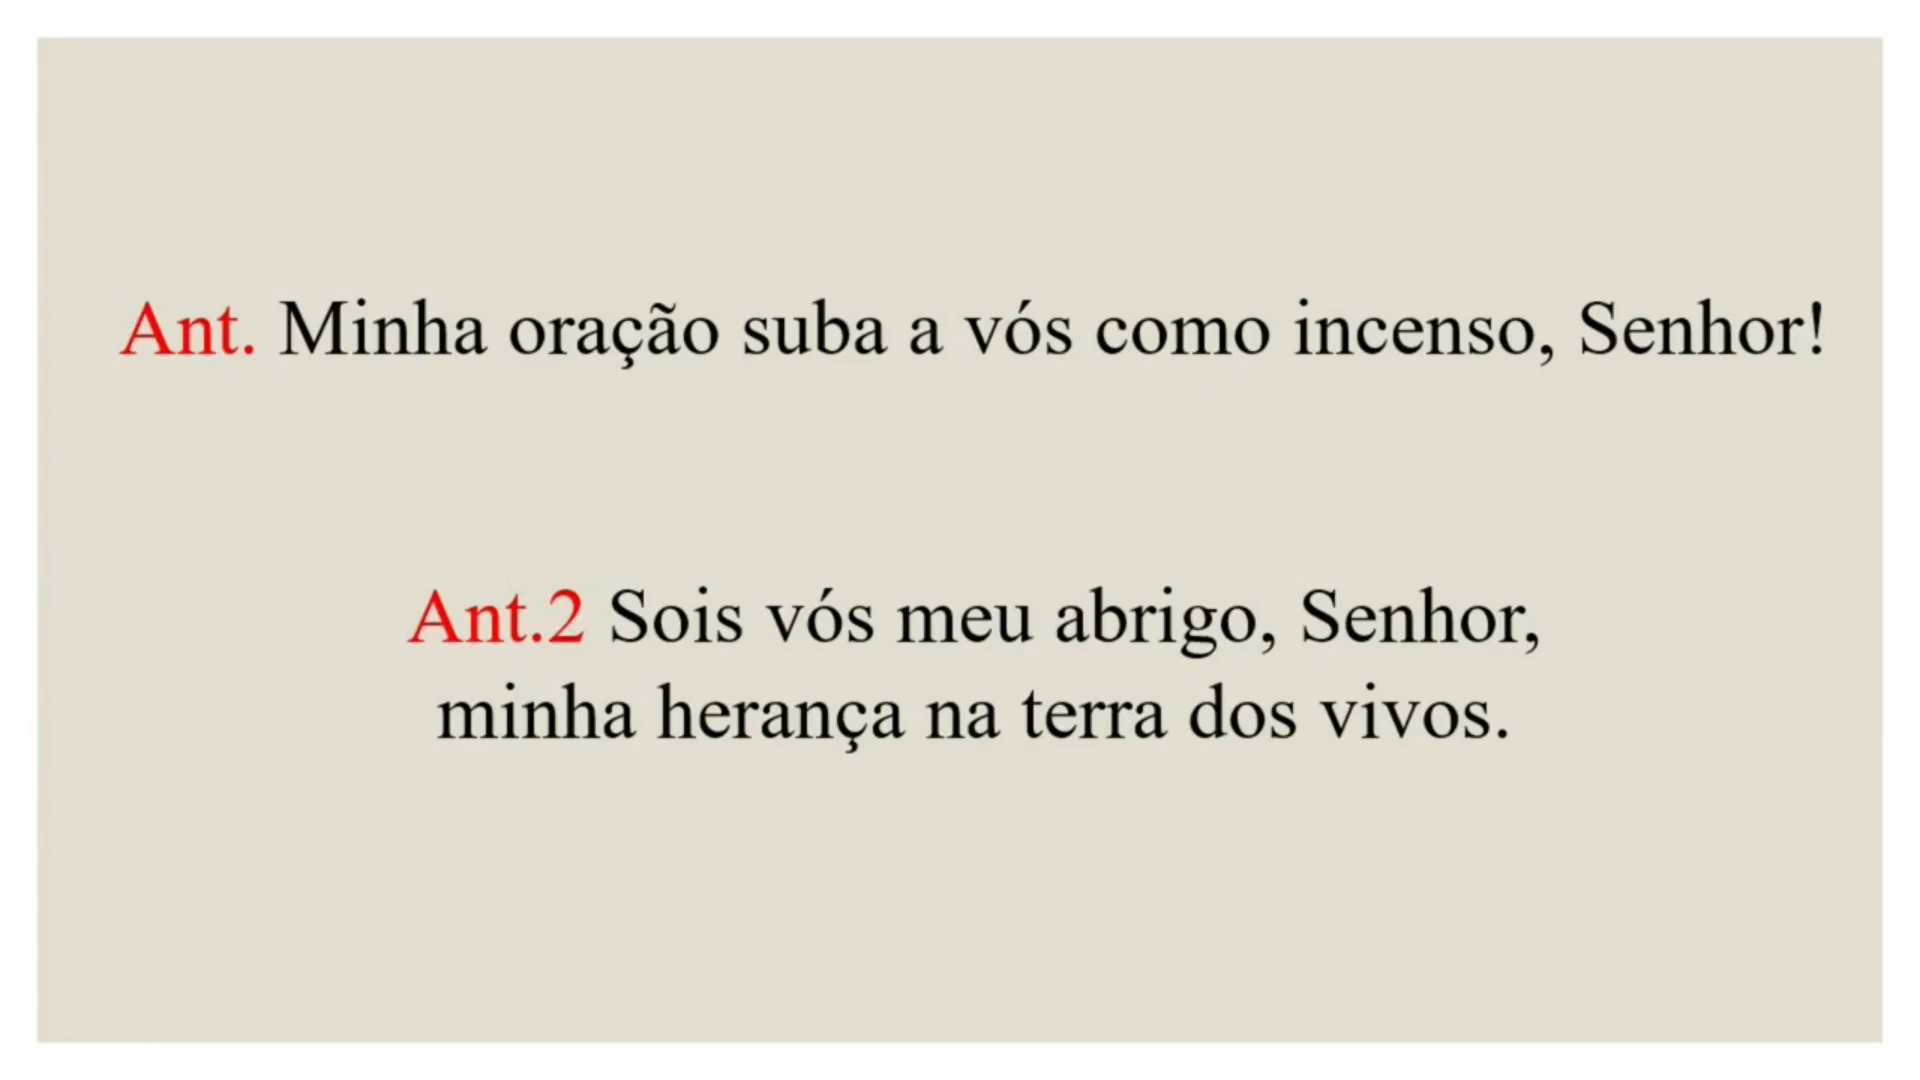 Ant. Minha oração suba a vós como incenso, Senhor!
Ant.2 Sois vós meu abrigo, Senhor,
minha herança na terra dos vivos.